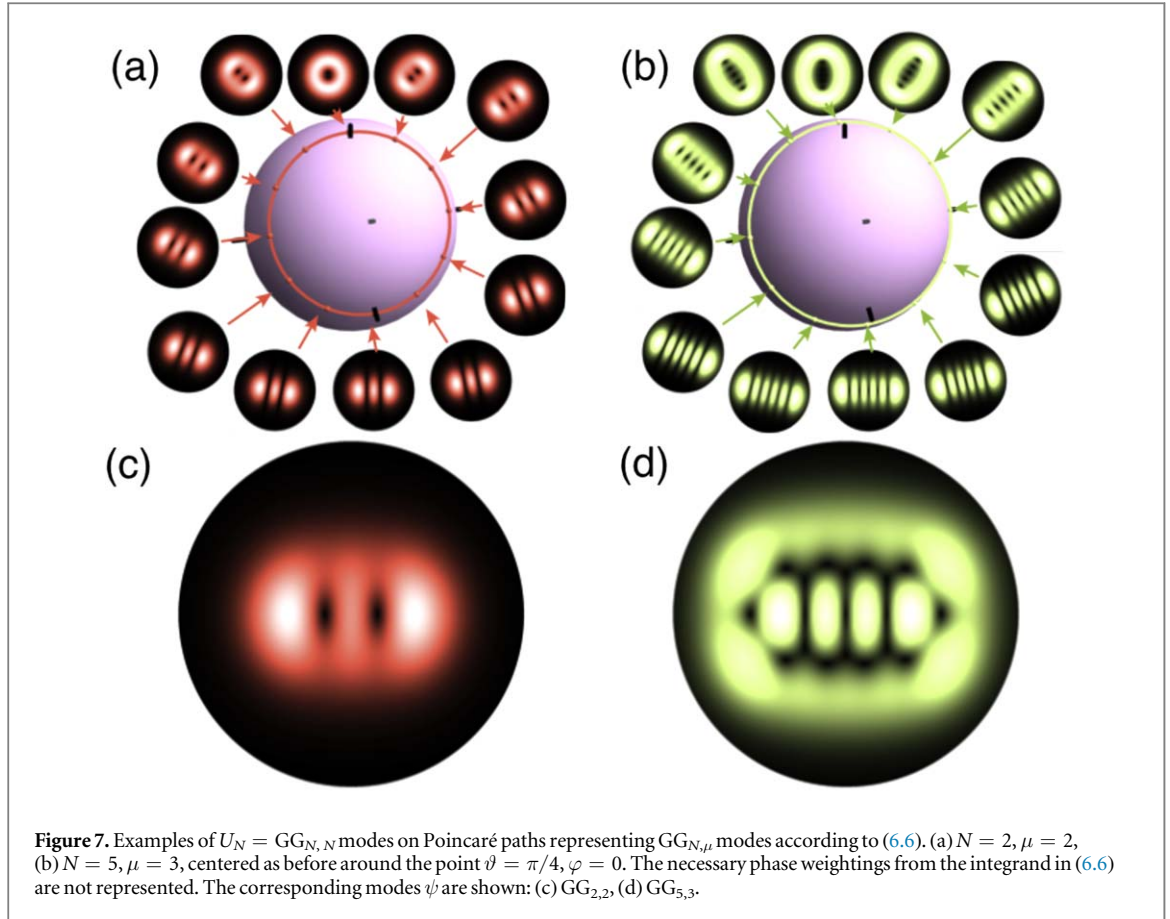 (a)
(b)
(c)
(d)
Figure 7. Examples of U_N = GG_{N, N} modes on Poincaré paths representing GG_{N,μ} modes according to (6.6). (a) N = 2, μ = 2,
(b) N = 5, μ = 3, centered as before around the point ϑ = π/4, φ = 0. The necessary phase weightings from the integrand in (6.6)
are not represented. The corresponding modes ψ are shown: (c) GG_{2,2}, (d) GG_{5,3}.